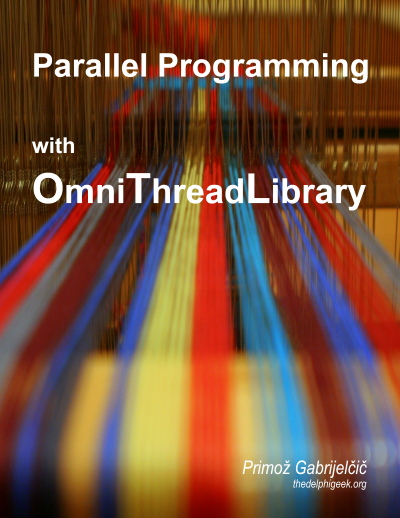 Parallel Programming
with
OmniThreadLibrary
Primož Gabrijelčič
thedelphigeek.org